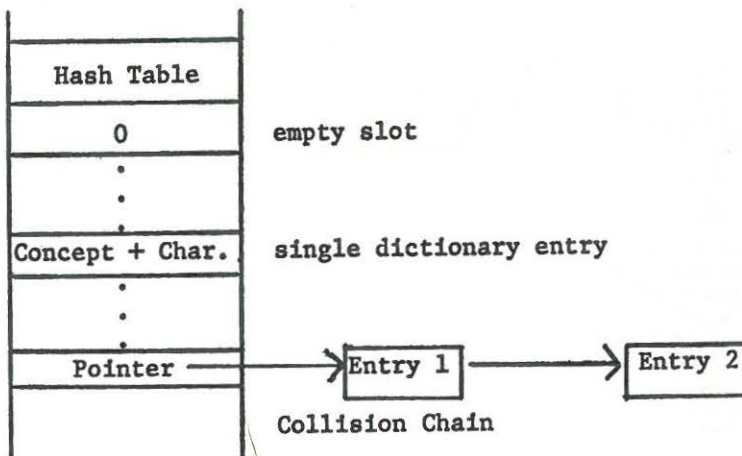 Hash Table
0 empty slot
Concept + Char. single dictionary entry
Pointer Entry 1 Entry 2
Collision Chain